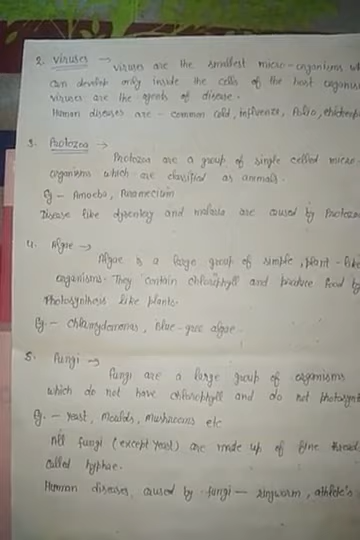 2. Viruses →
Viruses are the smallest micro-organisms
can develop only inside the cells of the host organism
viruses are the agents of disease.
Human diseases are - common cold, influenza, Polio, chickenpo
3. Protozoa →
Protozoa are a group of single celled micro-
organisms which are classified as animals.
Eg - Amoeba, Paramecium
Disease like dysentery and malaria are caused by Protozoa
4. Algae →
Algae is a large group of simple, plant-like
organisms. They contain chlorophyll and produce food by
Photosynthesis like plants.
Eg. - Chlamydomonas, Blue-green algae.
5. Fungi →
Fungi are a large group of organisms
which do not have chlorophyll and do not photosynt
Eg. - Yeast, Moulds, Mushrooms etc
All fungi (except yeast) are made up of fine thread
called hyphae.
Human diseases, caused by fungi - ringworm, athlete's